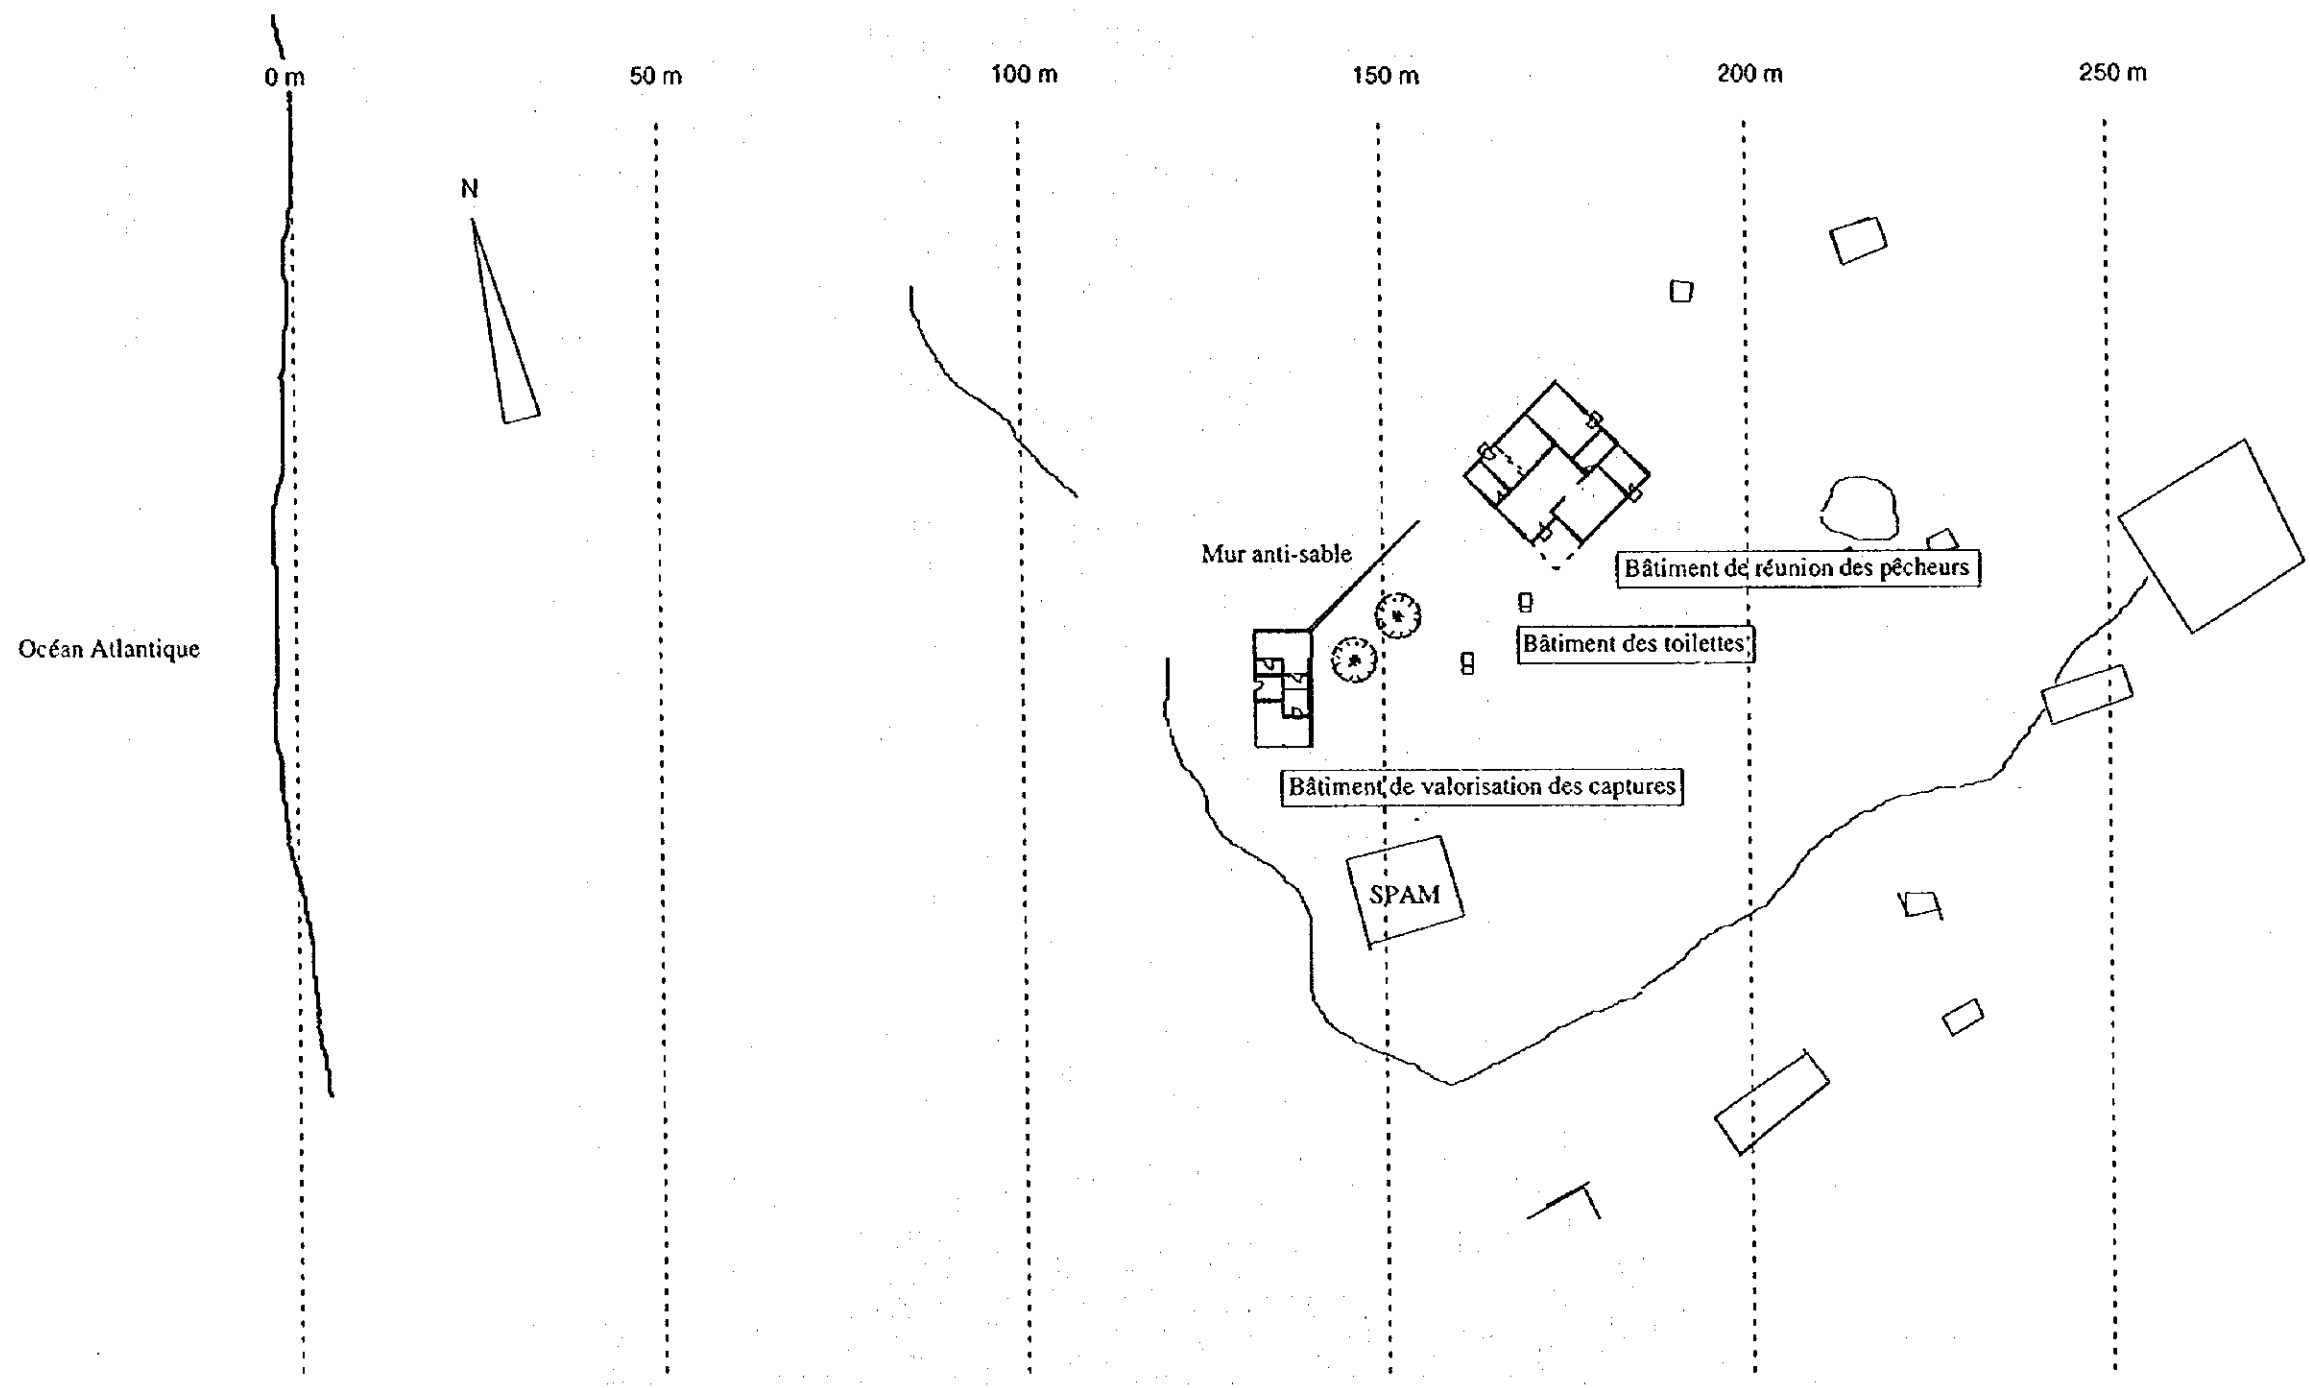 0 m
50 m
100 m
150 m
200 m
250 m
N
Mur anti-sable
Bâtiment de réunion des pêcheurs
Océan Atlantique
Bâtiment des toilettes
Bâtiment de valorisation des captures
SPAM